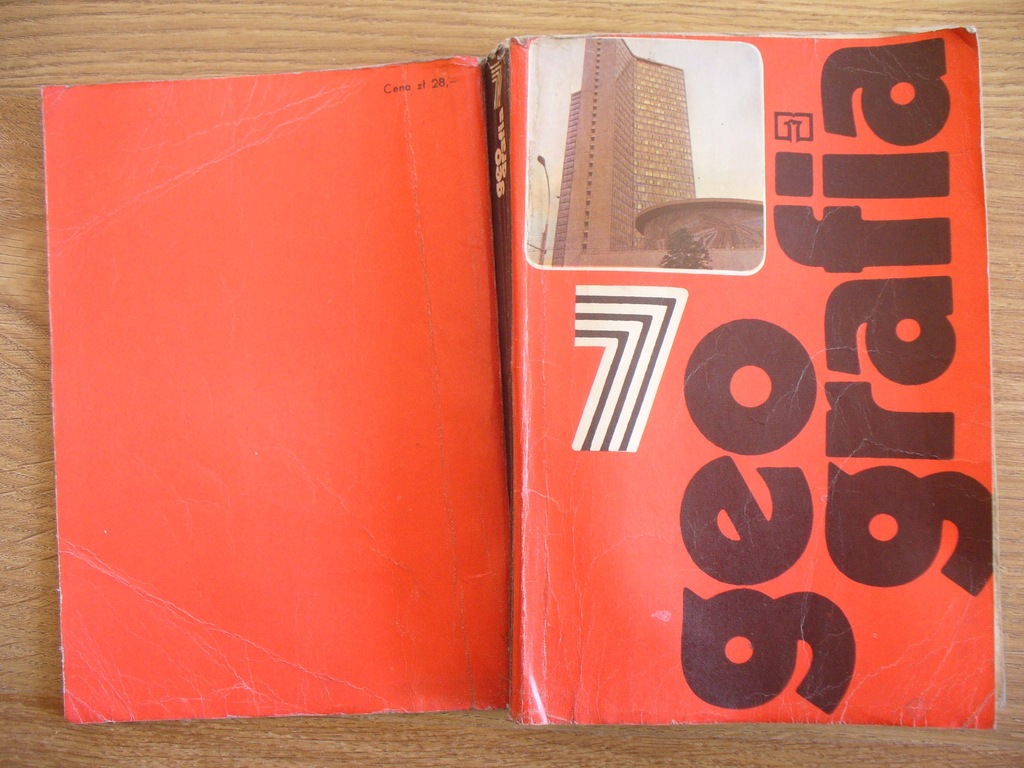 Cena zł 28,–
7
geo
grafia